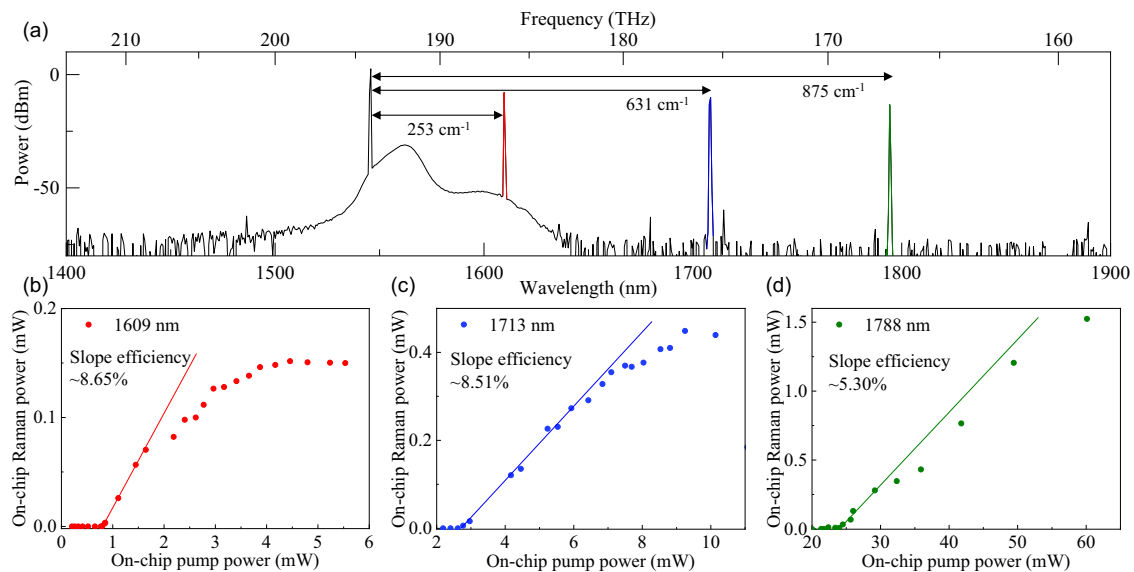 Frequency (THz)
(a)
210 200 190 180 170 160
Power (dBm)
0
-50
875 cm⁻¹
631 cm⁻¹
253 cm⁻¹
1400 1500 1600 1700 1800 1900
Wavelength (nm)
(b)
On-chip Raman power (mW)
0.2
0.1
0.0
1609 nm
Slope efficiency
~8.65%
0 1 2 3 4 5 6
On-chip pump power (mW)
(c)
On-chip Raman power (mW)
0.4
0.2
0.0
1713 nm
Slope efficiency
~8.51%
2 4 6 8 10
On-chip pump power (mW)
(d)
On-chip Raman power (mW)
1.5
1.0
0.5
0.0
1788 nm
Slope efficiency
~5.30%
20 30 40 50 60
On-chip pump power (mW)